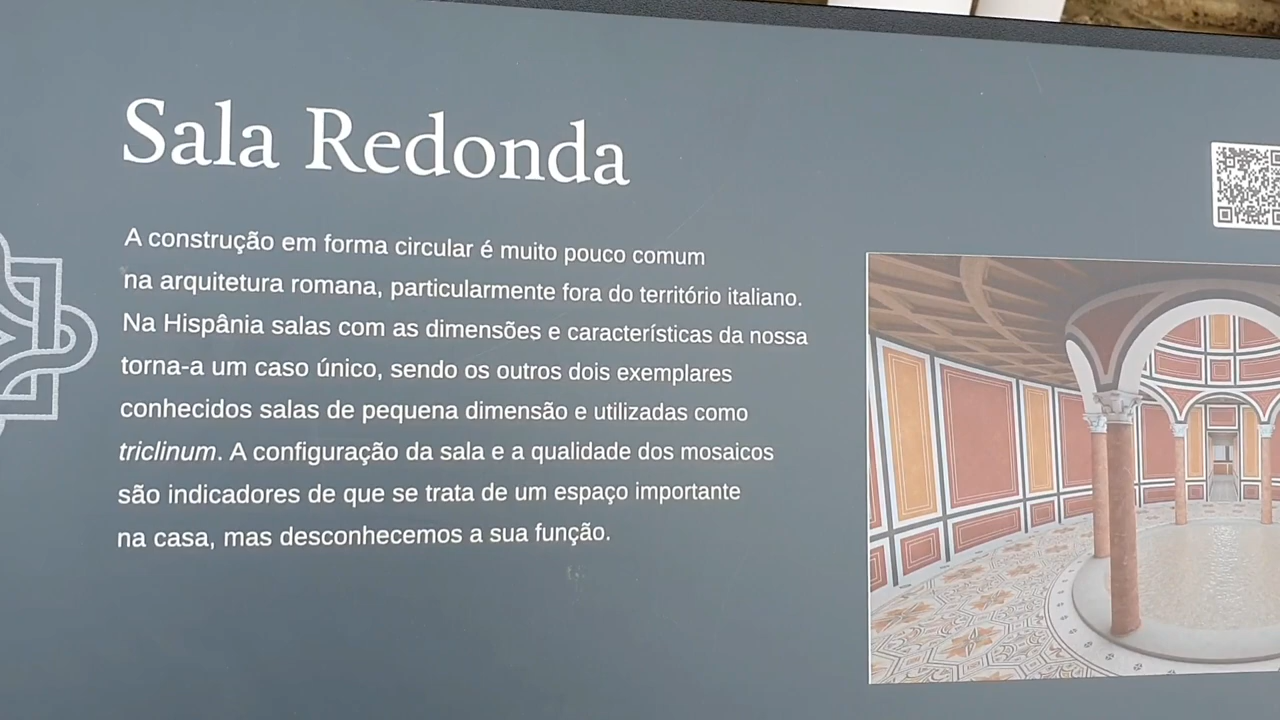 Sala Redonda
A construção em forma circular é muito pouco comum
na arquitetura romana, particularmente fora do território italiano.
Na Hispânia salas com as dimensões e características da nossa
torna-a um caso único, sendo os outros dois exemplares
conhecidos salas de pequena dimensão e utilizadas como
triclinum. A configuração da sala e a qualidade dos mosaicos
são indicadores de que se trata de um espaço importante
na casa, mas desconhecemos a sua função.